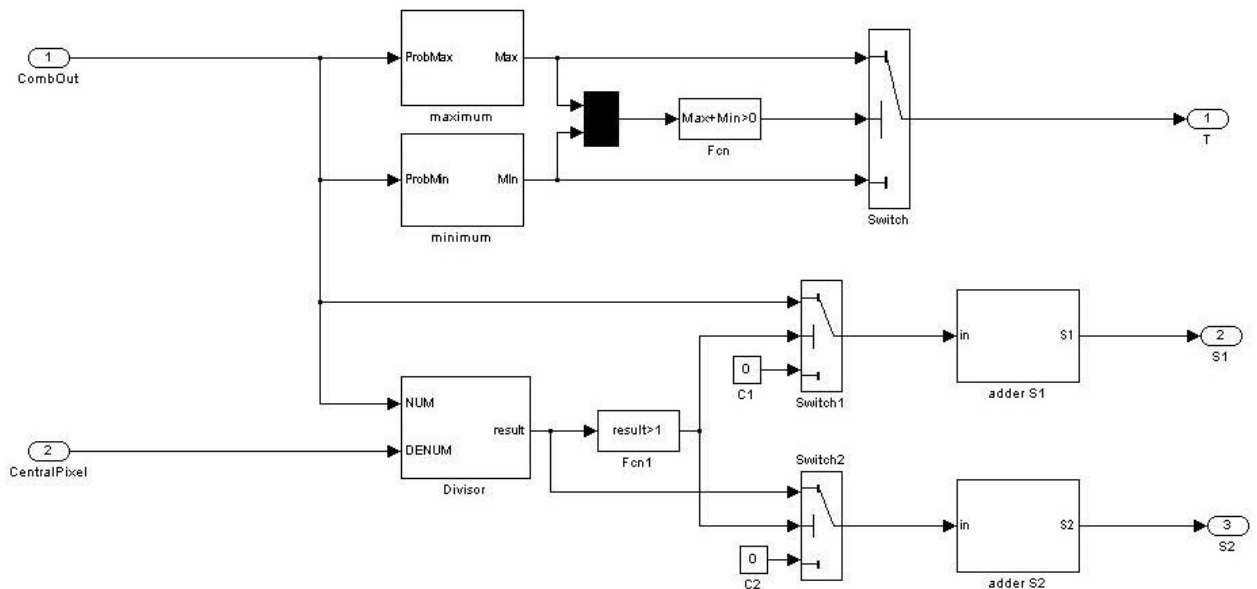 1
CombOut
ProbMax Max
maximum
ProbMin MIn
minimum
Max+Min>0
Fcn
Switch
1
T
2
CentralPixel
NUM
DENUM
result
Divisor
result>1
Fcn1
0
C1
Switch1
in S1
adder S1
2
S1
Switch2
0
C2
in S2
adder S2
3
S2